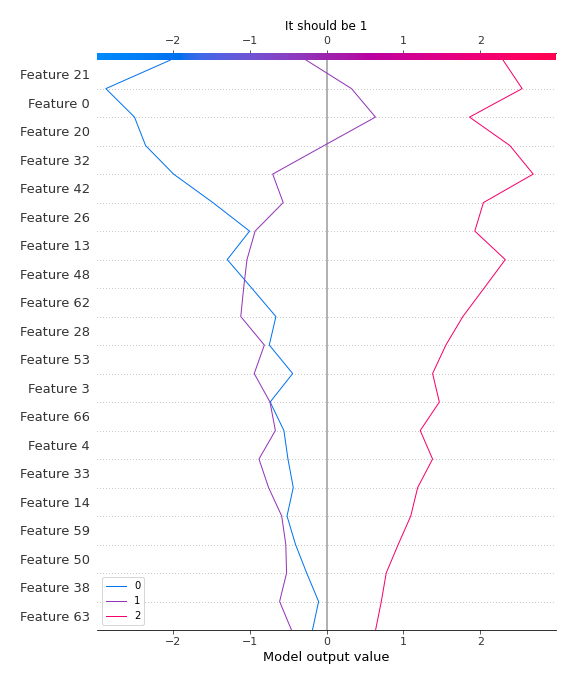 It should be 1
−2 −1 0 1 2
Feature 21
Feature 0
Feature 20
Feature 32
Feature 42
Feature 26
Feature 13
Feature 48
Feature 62
Feature 28
Feature 53
Feature 3
Feature 66
Feature 4
Feature 33
Feature 14
Feature 59
Feature 50
Feature 38
Feature 63
0
1
2
−2 −1 0 1 2
Model output value